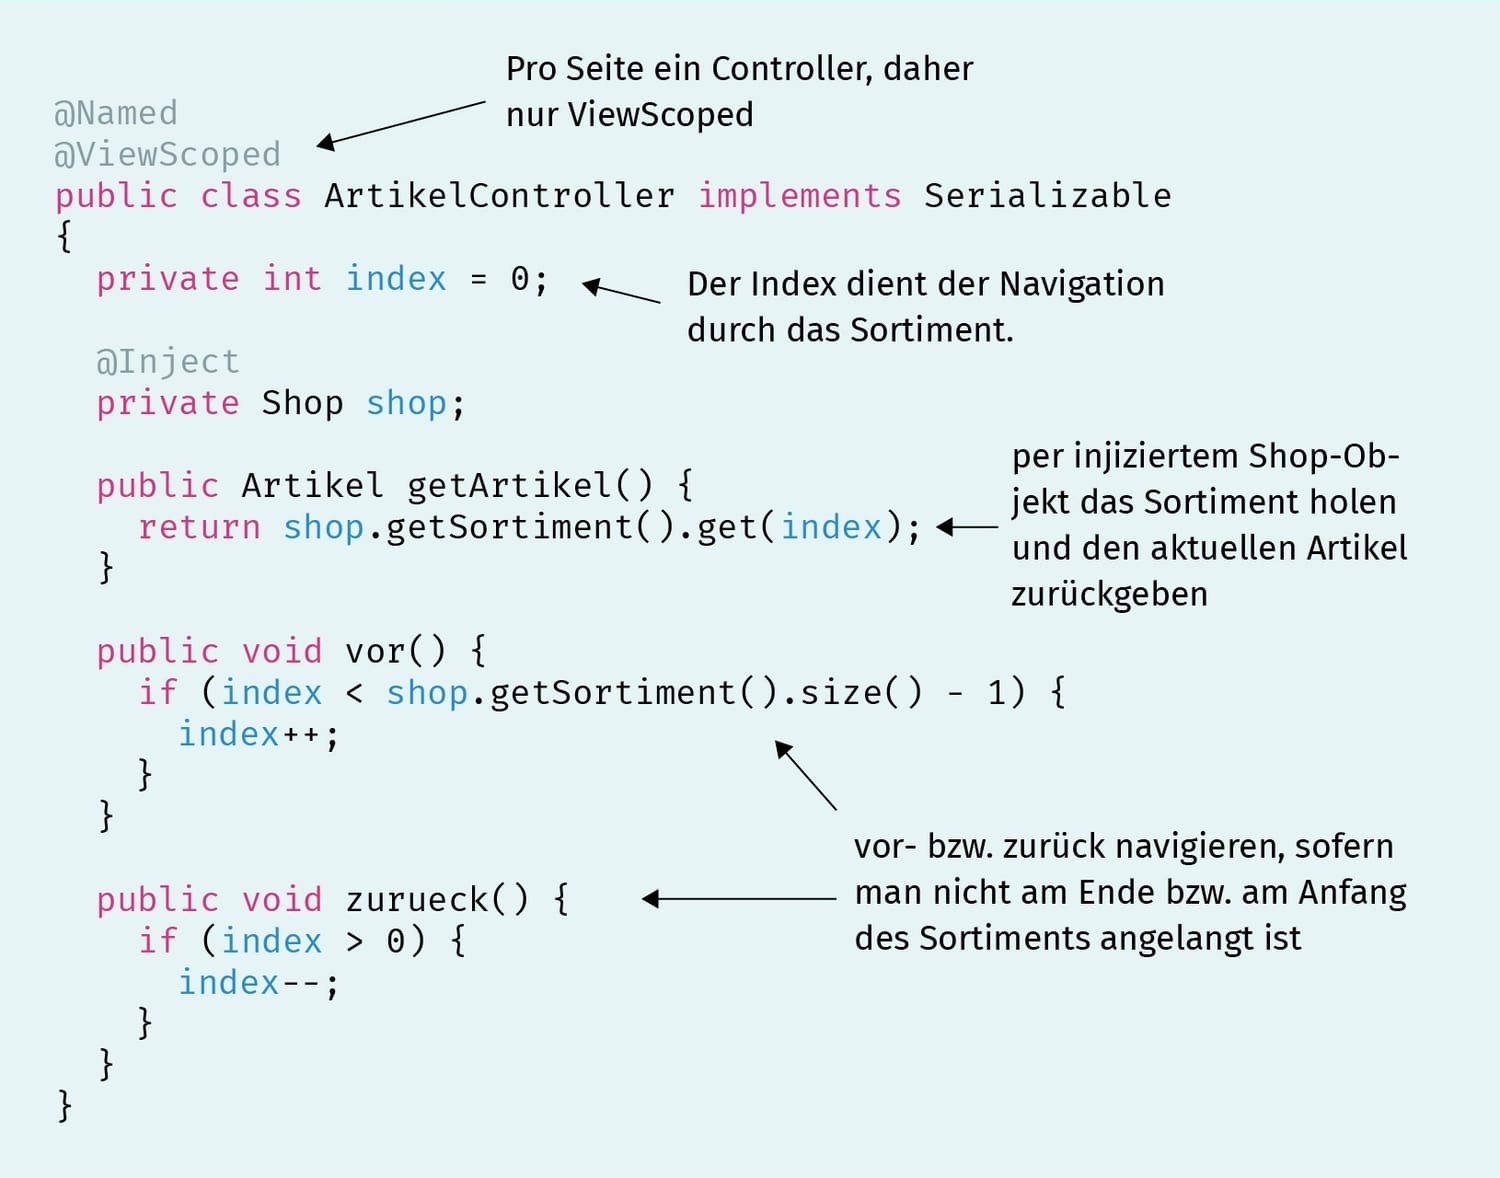 Pro Seite ein Controller, daher
nur ViewScoped
@Named
@ViewScoped
public class ArtikelController implements Serializable
{
private int index = 0;
Der Index dient der Navigation
durch das Sortiment.
@Inject
private Shop shop;
public Artikel getArtikel() {
return shop.getSortiment().get(index);
}
per injiziertem Shop-Ob-
jekt das Sortiment holen
und den aktuellen Artikel
zurückgeben
public void vor() {
if (index < shop.getSortiment().size() - 1) {
index++;
}
}
vor- bzw. zurück navigieren, sofern
man nicht am Ende bzw. am Anfang
des Sortiments angelangt ist
public void zurueck() {
if (index > 0) {
index--;
}
}
}